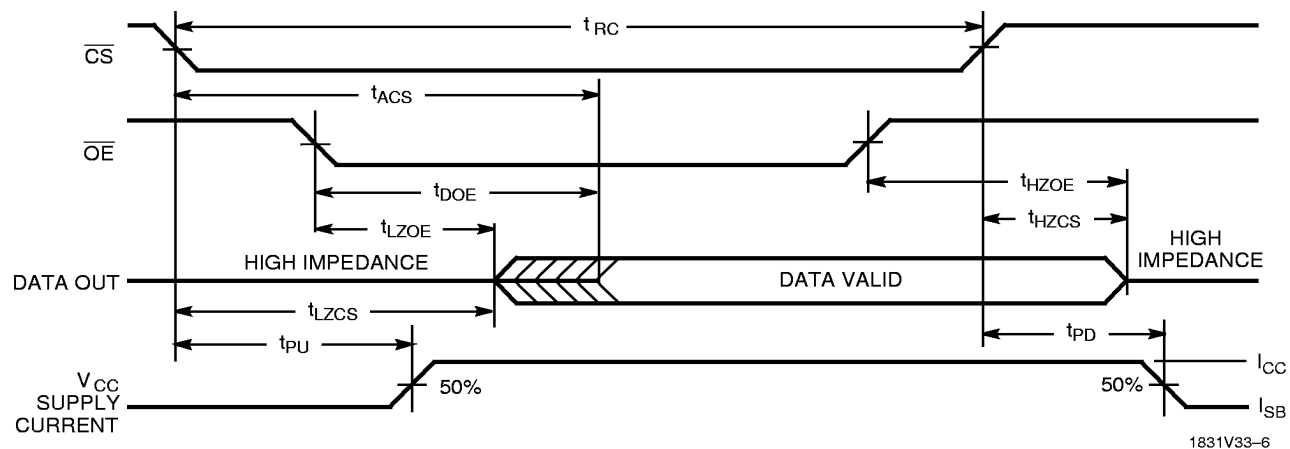 t RC
CS
tACS
OE
tDOE
tHZOE
tLZOE
tHZCS
HIGH IMPEDANCE
HIGH
IMPEDANCE
DATA OUT
DATA VALID
tLZCS
tPU
tPD
VCC
SUPPLY
CURRENT
50%
50%
ICC
ISB
1831V33–6